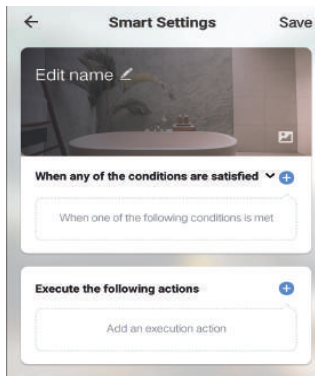 Smart Settings Save
Edit name
When any of the conditions are satisfied
When one of the following conditions is met
Execute the following actions
Add an execution action